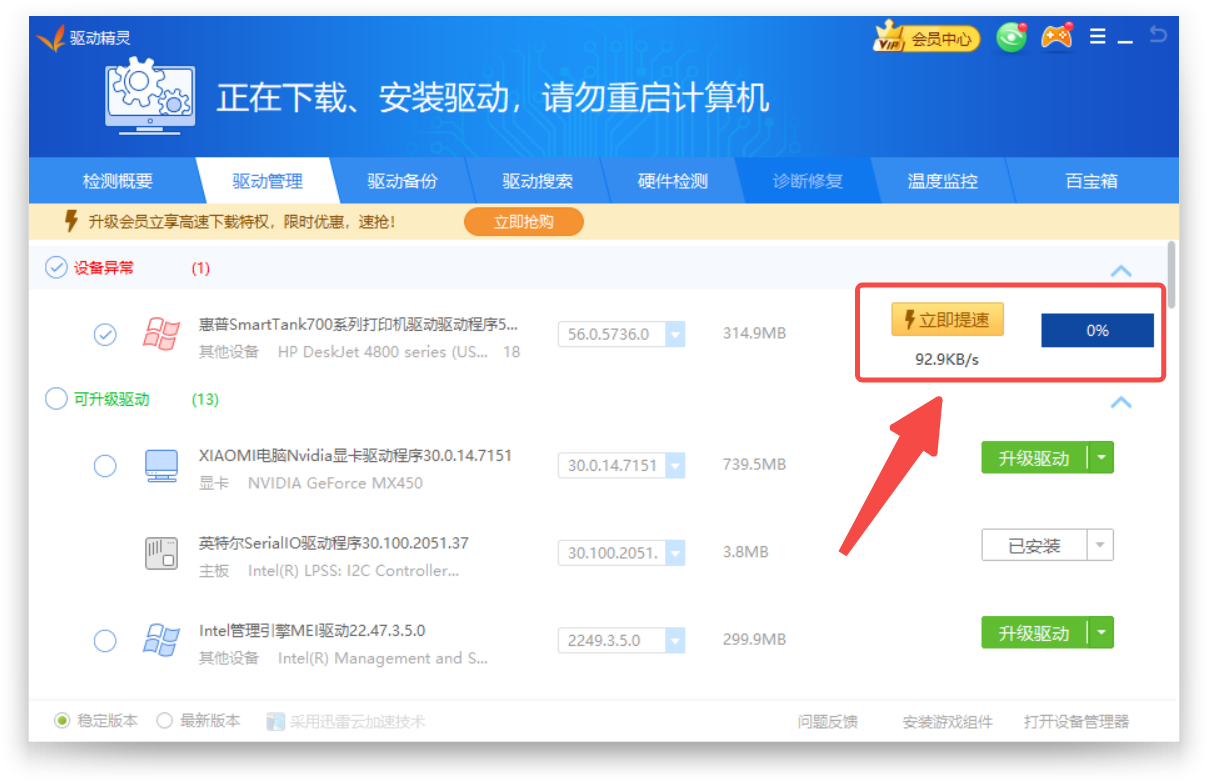 驱动精灵
VIP 会员中心
正在下载、安装驱动，请勿重启计算机
检测概要 驱动管理 驱动备份 驱动搜索 硬件检测 诊断修复 温度监控 百宝箱
升级会员立享高速下载特权，限时优惠，速抢！ 立即抢购
设备异常 (1)
惠普SmartTank700系列打印机驱动驱动程序5... 56.0.5736.0 314.9MB 立即提速 0%
其他设备 HP DeskJet 4800 series (US... 18 92.9KB/s
可升级驱动 (13)
XIAOMI电脑Nvidia显卡驱动程序30.0.14.7151 30.0.14.7151 739.5MB 升级驱动
显卡 NVIDIA GeForce MX450
英特尔SerialIO驱动程序30.100.2051.37 30.100.2051. 3.8MB 已安装
主板 Intel(R) LPSS: I2C Controller...
Intel管理引擎MEI驱动22.47.3.5.0 2249.3.5.0 299.9MB 升级驱动
其他设备 Intel(R) Management and S...
稳定版本 最新版本 采用迅雷云加速技术 问题反馈 安装游戏组件 打开设备管理器